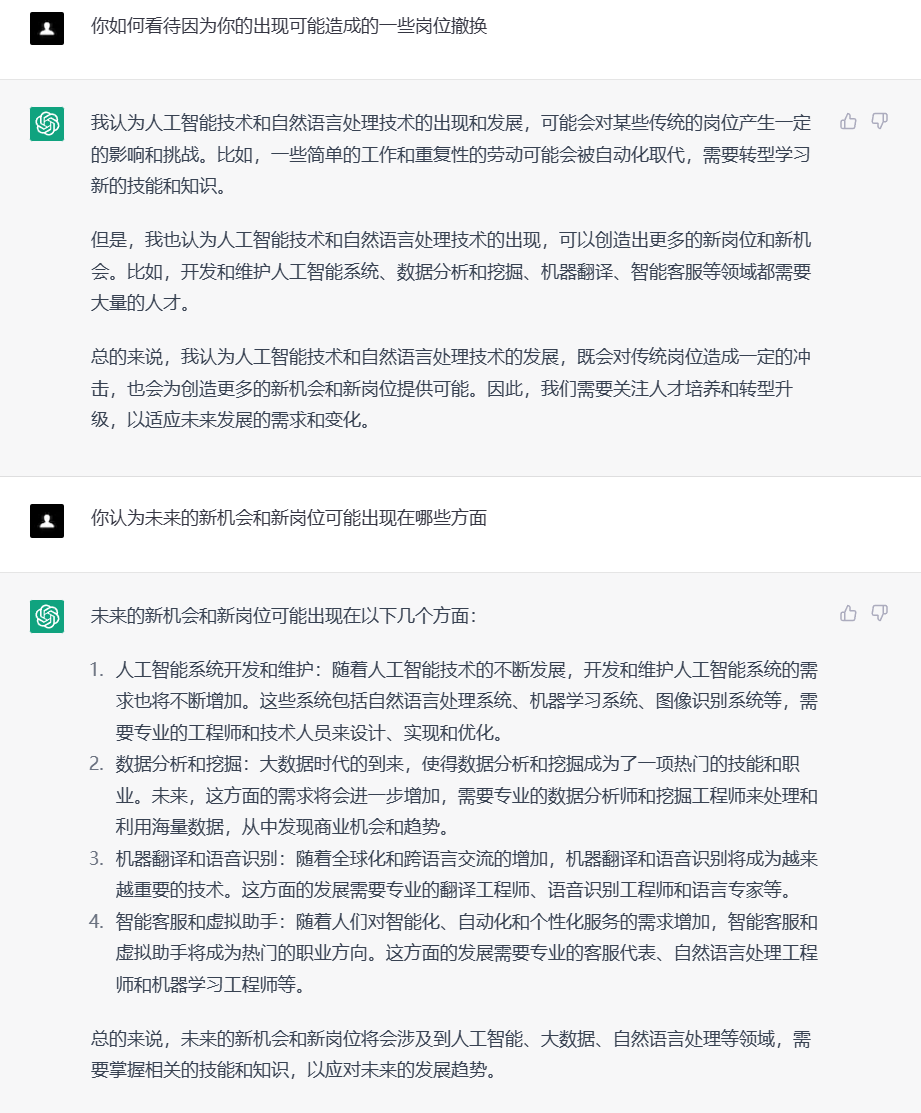 你如何看待因为你的出现可能造成的一些岗位撤换
我认为人工智能技术和自然语言处理技术的出现和发展，可能会对某些传统的岗位产生一定
的影响和挑战。比如，一些简单的工作和重复性的劳动可能会被自动化取代，需要转型学习
新的技能和知识。
但是，我也认为人工智能技术和自然语言处理技术的出现，可以创造出更多的新岗位和新机
会。比如，开发和维护人工智能系统、数据分析和挖掘、机器翻译、智能客服等领域都需要
大量的人才。
总的来说，我认为人工智能技术和自然语言处理技术的发展，既会对传统岗位造成一定的冲
击，也会为创造更多的新机会和新岗位提供可能。因此，我们需要关注人才培养和转型升
级，以适应未来发展的需求和变化。
你认为未来的新机会和新岗位可能出现在哪些方面
未来的新机会和新岗位可能出现在以下几个方面：
1. 人工智能系统开发和维护：随着人工智能技术的不断发展，开发和维护人工智能系统的需
求也将不断增加。这些系统包括自然语言处理系统、机器学习系统、图像识别系统等，需
要专业的工程师和技术人员来设计、实现和优化。
2. 数据分析和挖掘：大数据时代的到来，使得数据分析和挖掘成为了一项热门的技能和职
业。未来，这方面的需求将会进一步增加，需要专业的数据分析师和挖掘工程师来处理和
利用海量数据，从中发现商业机会和趋势。
3. 机器翻译和语音识别：随着全球化和跨语言交流的增加，机器翻译和语音识别将成为越来
越重要的技术。这方面的发展需要专业的翻译工程师、语音识别工程师和语言专家等。
4. 智能客服和虚拟助手：随着人们对智能化、自动化和个性化服务的需求增加，智能客服和
虚拟助手将成为热门的职业方向。这方面的发展需要专业的客服代表、自然语言处理工程
师和机器学习工程师等。
总的来说，未来的新机会和新岗位将会涉及到人工智能、大数据、自然语言处理等领域，需
要掌握相关的技能和知识，以应对未来的发展趋势。